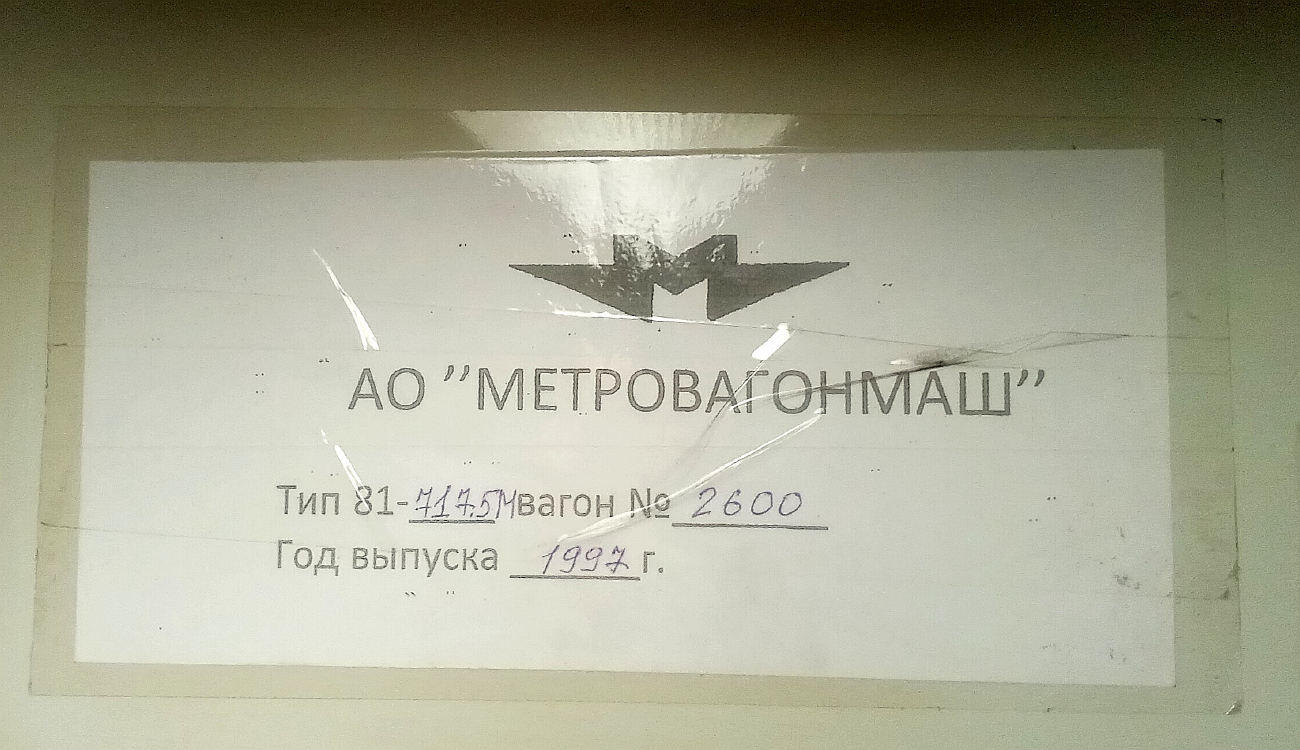 М
АО ’’МЕТРОВАГОНМАШ’’
Тип 81-717.5М вагон № 2600
Год выпуска 1997 г.